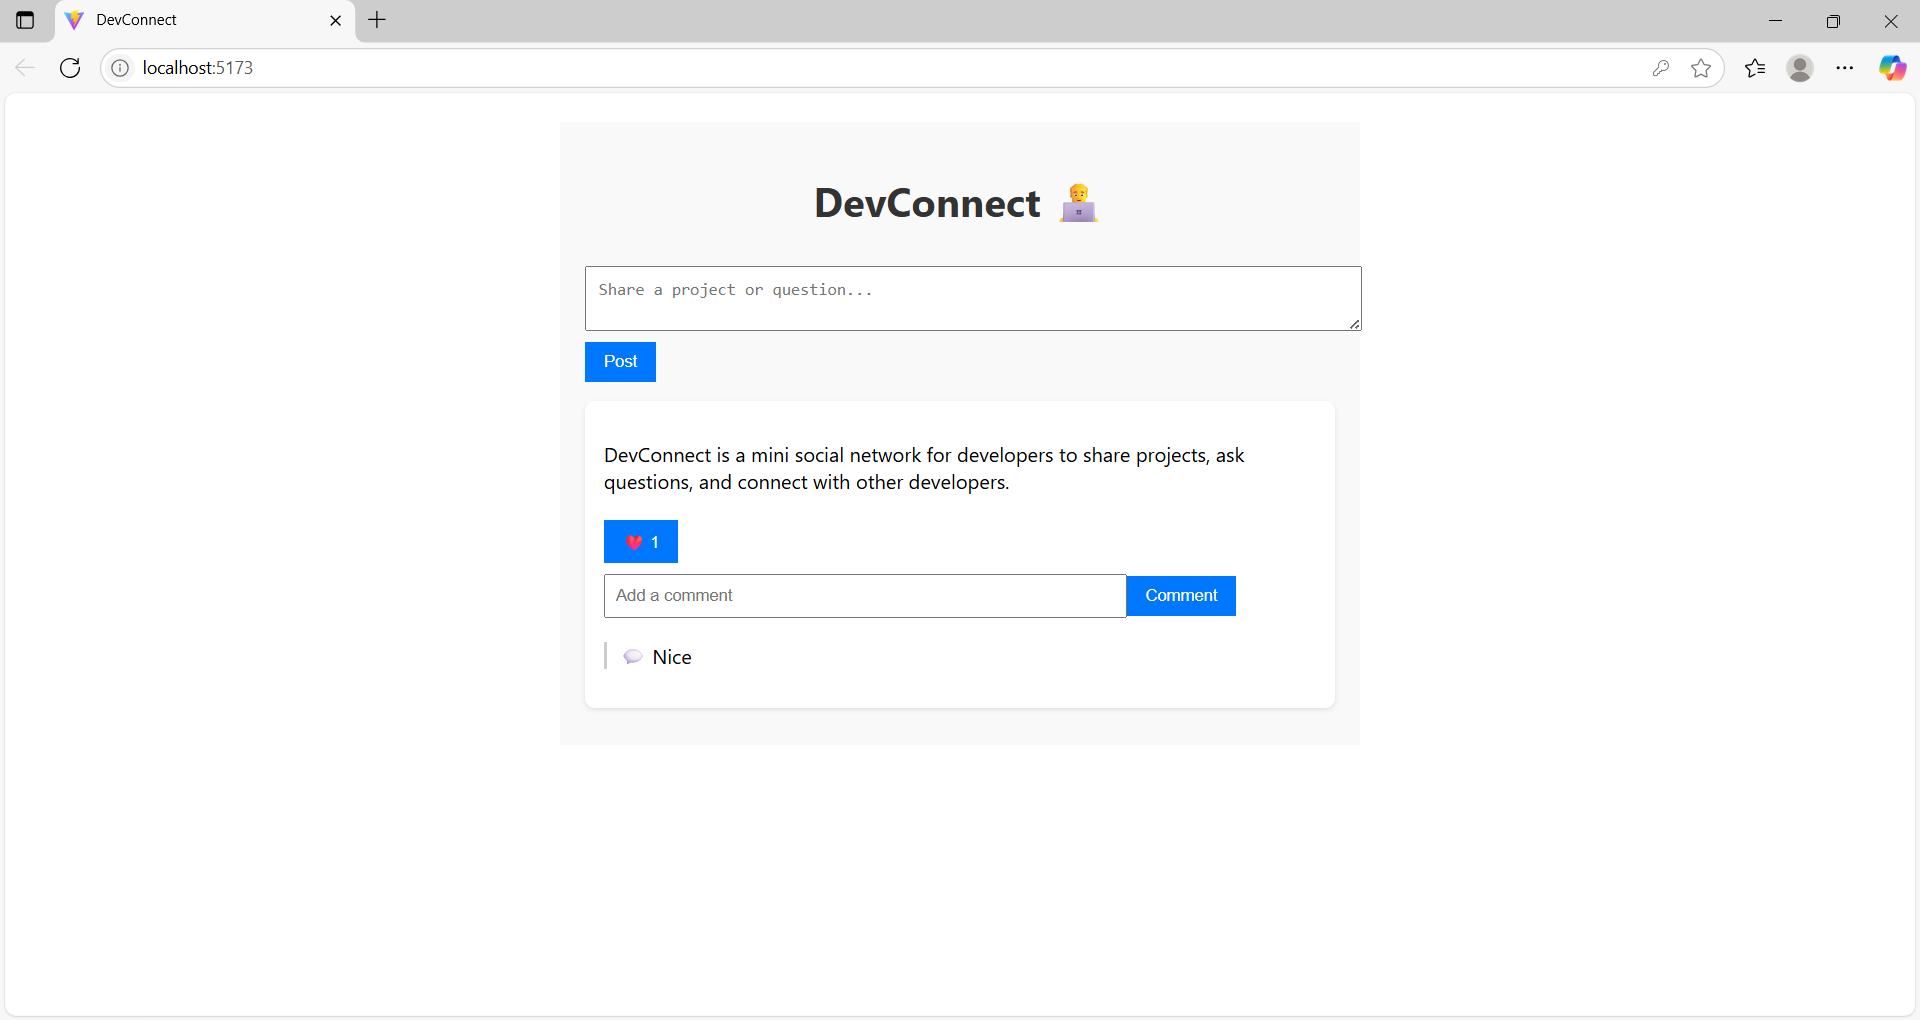 DevConnect
localhost:5173
DevConnect
Share a project or question...
Post
DevConnect is a mini social network for developers to share projects, ask
questions, and connect with other developers.
1
Add a comment
Comment
Nice